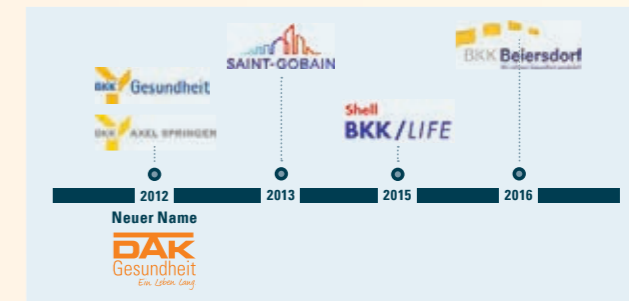 BKK Gesundheit
BKK AXEL SPRINGER
SAINT-GOBAIN
Shell
BKK/LIFE
BKK Beiersdorf
2012
2013
2015
2016
Neuer Name
DAK
Gesundheit
Ein Leben Lang